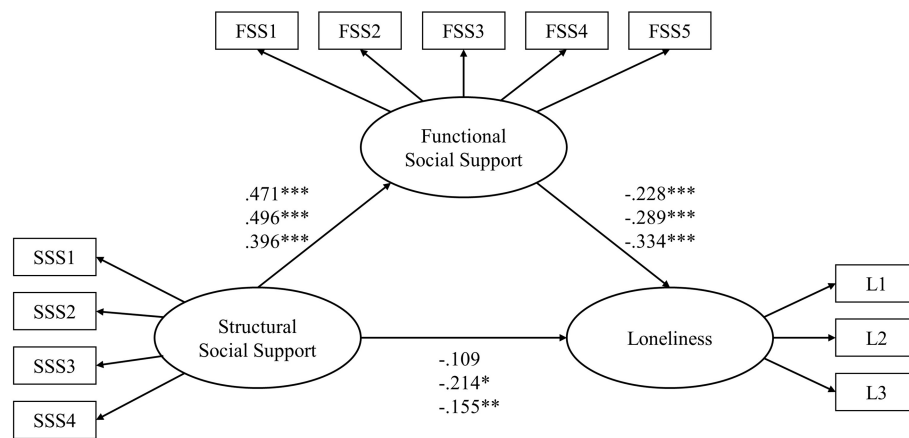 FSS1
FSS2
FSS3
FSS4
FSS5
Functional
Social Support
.471***
.496***
.396***
-.228***
-.289***
-.334***
SSS1
SSS2
SSS3
SSS4
Structural
Social Support
-.109
-.214*
-.155**
Loneliness
L1
L2
L3